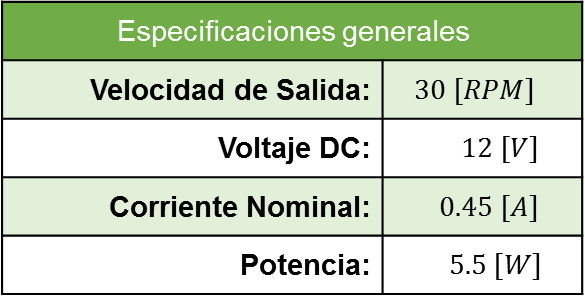 Especificaciones generales
Velocidad de Salida: 30 [RPM]
Voltaje DC: 12 [V]
Corriente Nominal: 0.45 [A]
Potencia: 5.5 [W]